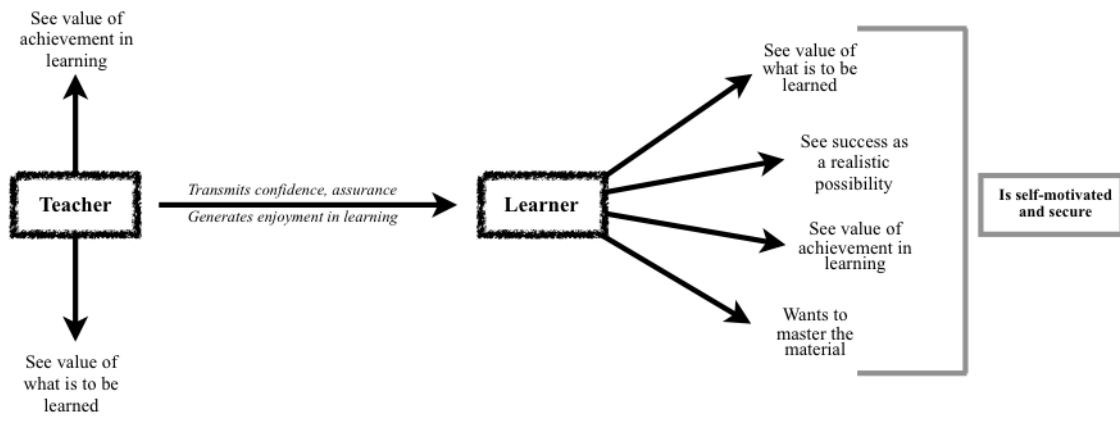 See value of
achievement in
learning
Teacher
See value of
what is to be
learned
Transmits confidence, assurance
Generates enjoyment in learning
Learner
See value of
what is to be
learned
See success as
a realistic
possibility
See value of
achievement in
learning
Wants to
master the
material
Is self-motivated
and secure